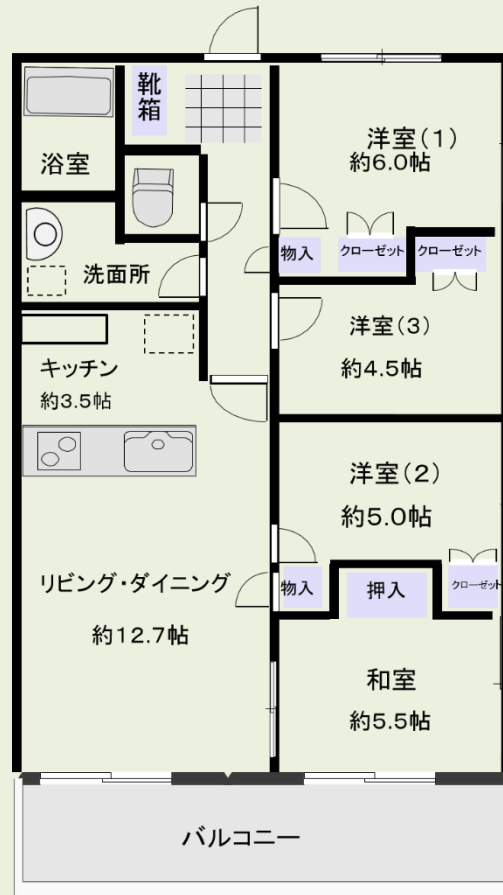 靴
箱
洋室(1)
約6.0帖
浴室
物入
クローゼット
クローゼット
洗面所
洋室(3)
約4.5帖
キッチン
約3.5帖
洋室(2)
約5.0帖
リビング・ダイニング
約12.7帖
物入
押入
クローゼット
和室
約5.5帖
バルコニー